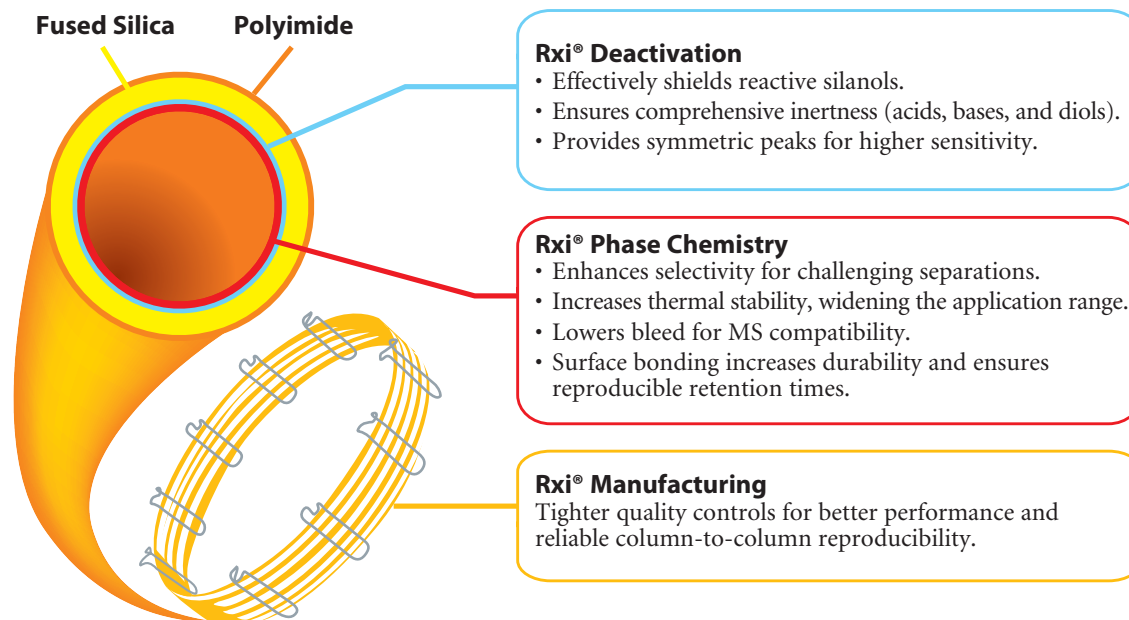 Fused Silica
Polyimide
Rxi® Deactivation
• Effectively shields reactive silanols.
• Ensures comprehensive inertness (acids, bases, and diols).
• Provides symmetric peaks for higher sensitivity.
Rxi® Phase Chemistry
• Enhances selectivity for challenging separations.
• Increases thermal stability, widening the application range.
• Lowers bleed for MS compatibility.
• Surface bonding increases durability and ensures
reproducible retention times.
Rxi® Manufacturing
Tighter quality controls for better performance and
reliable column-to-column reproducibility.